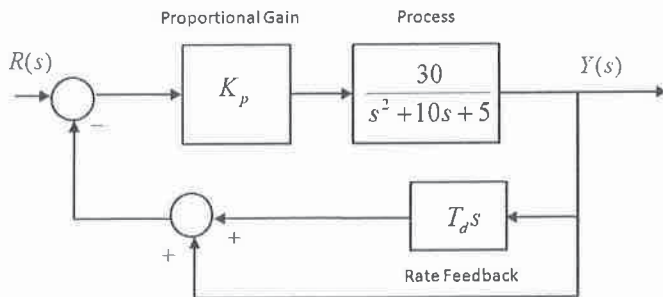 Proportional Gain
Process
R(s)
Y(s)
K_p
30
s^2 +10s+5
−
T_d s
+
+
Rate Feedback